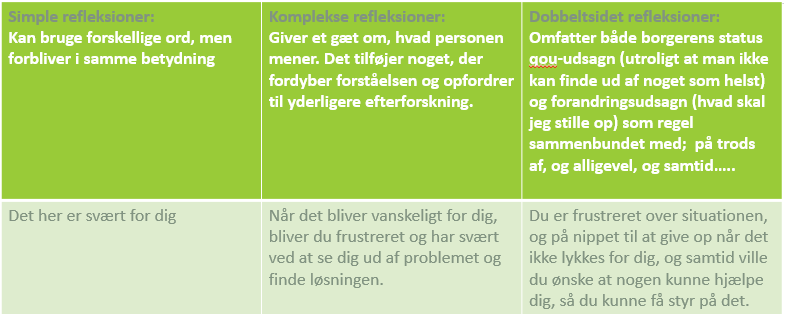 Simple refleksioner:
Kan bruge forskellige ord, men
forbliver i samme betydning
Komplekse refleksioner:
Giver et gæt om, hvad personen
mener. Det tilføjer noget, der
fordyber forståelsen og opfordrer
til yderligere efterforskning.
Dobbeltsidet refleksioner:
Omfatter både borgerens status
qou-udsagn (utroligt at man ikke
kan finde ud af noget som helst)
og forandringsudsagn (hvad skal
jeg stille op) som regel
sammenbundet med;  på trods
af, og alligevel, og samtid.....
Det her er svært for dig
Når det bliver vanskeligt for dig,
bliver du frustreret og har svært
ved at se dig ud af problemet og
finde løsningen.
Du er frustreret over situationen,
og på nippet til at give op når det
ikke lykkes for dig, og samtid ville
du ønske at nogen kunne hjælpe
dig, så du kunne få styr på det.